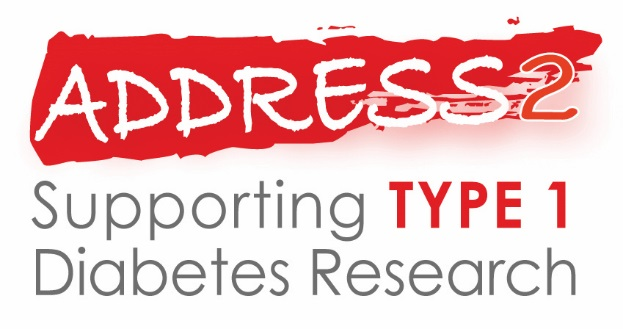 ADDRESS2
Supporting TYPE 1
Diabetes Research